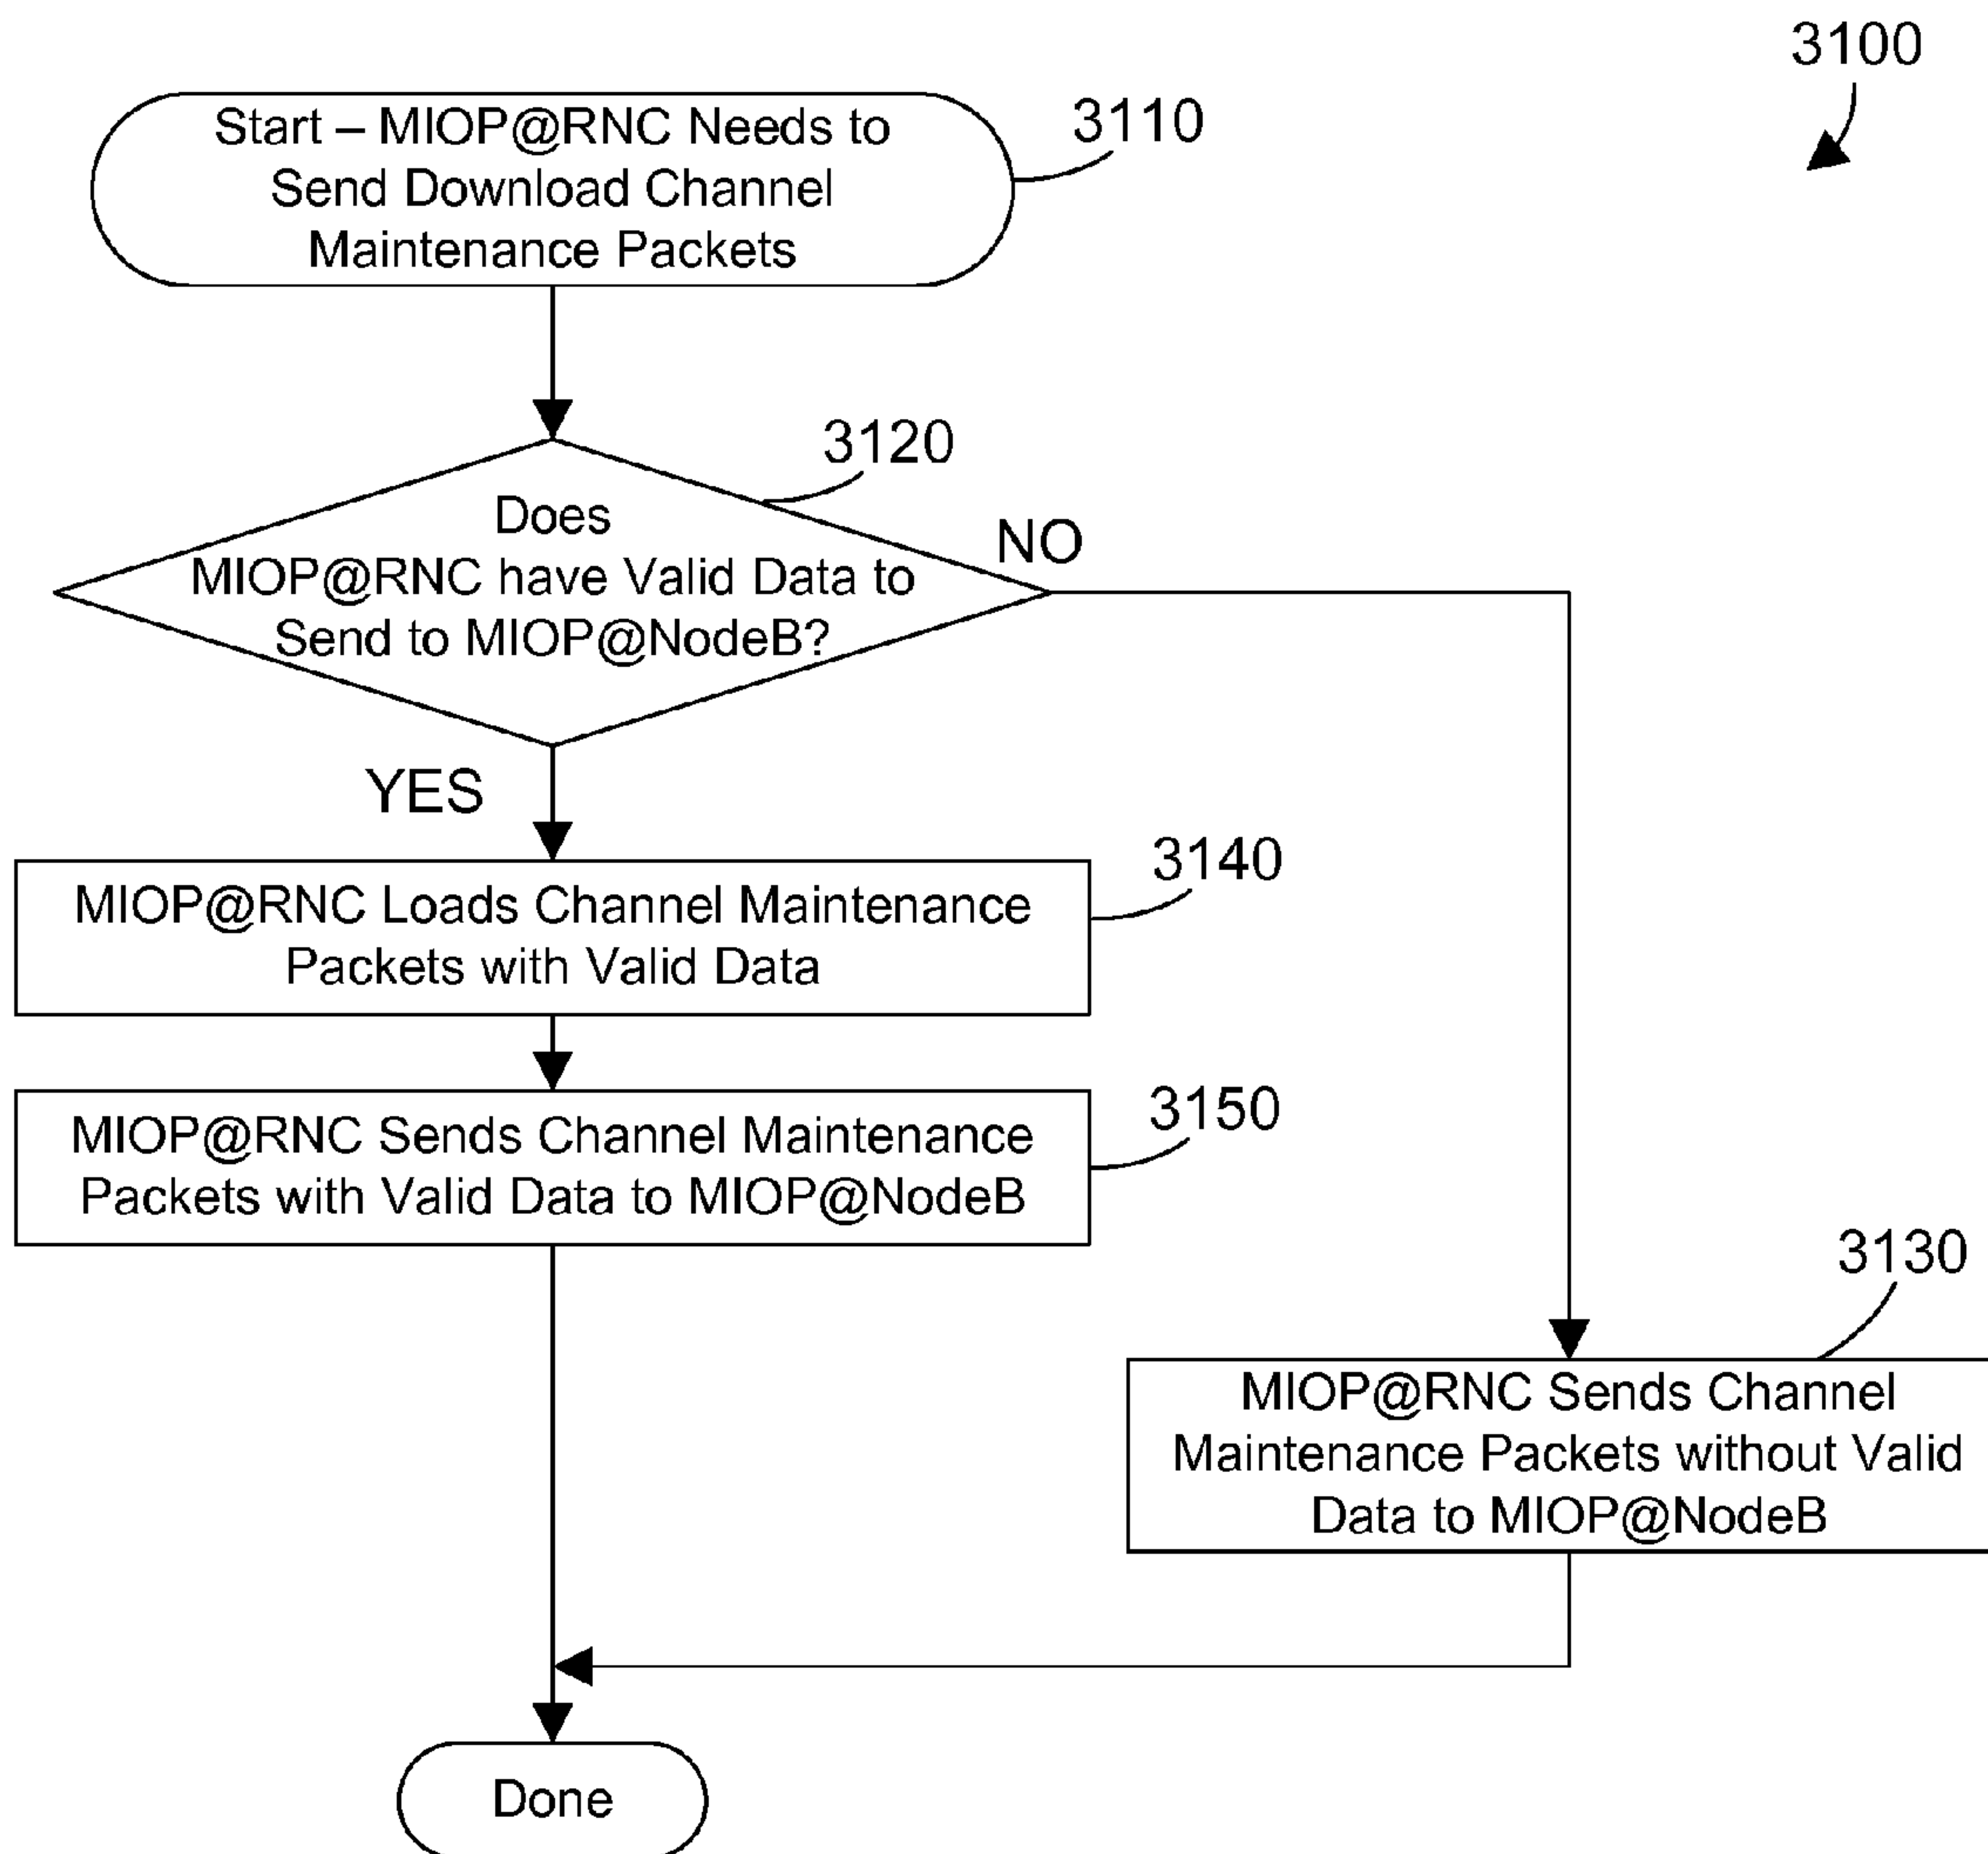 3100
Start – MIOP@RNC Needs to
Send Download Channel
Maintenance Packets
3110
3120
Does
MIOP@RNC have Valid Data to
Send to MIOP@NodeB?
NO
YES
3140
MIOP@RNC Loads Channel Maintenance
Packets with Valid Data
3150
MIOP@RNC Sends Channel Maintenance
Packets with Valid Data to MIOP@NodeB
3130
MIOP@RNC Sends Channel
Maintenance Packets without Valid
Data to MIOP@NodeB
Done